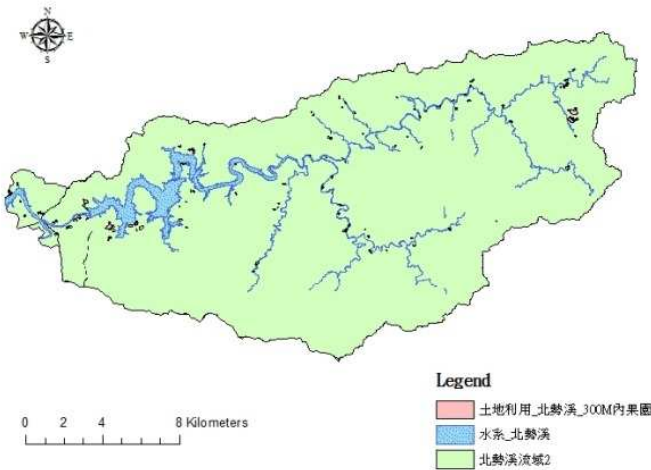 N
W E
S
Legend
土地利用_北勢溪_300M內果園
水系_北勢溪
北勢溪流域2
0 2 4 8 Kilometers